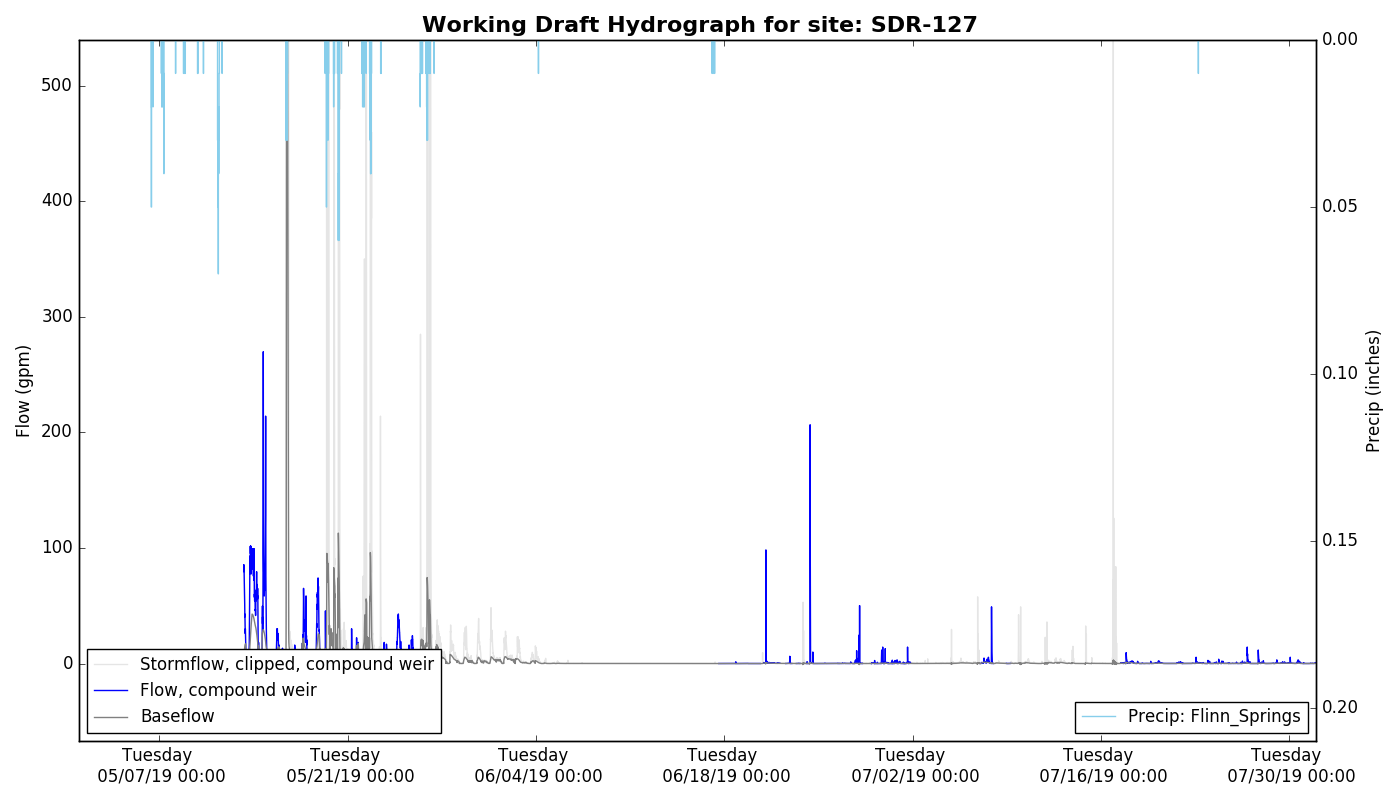 Working Draft Hydrograph for site: SDR-127
500
400
300
200
100
0
Flow (gpm)
0.00
0.05
0.10
0.15
0.20
Precip (inches)
Stormflow, clipped, compound weir
Flow, compound weir
Baseflow
Precip: Flinn_Springs
Tuesday
05/07/19 00:00
Tuesday
05/21/19 00:00
Tuesday
06/04/19 00:00
Tuesday
06/18/19 00:00
Tuesday
07/02/19 00:00
Tuesday
07/16/19 00:00
Tuesday
07/30/19 00:00